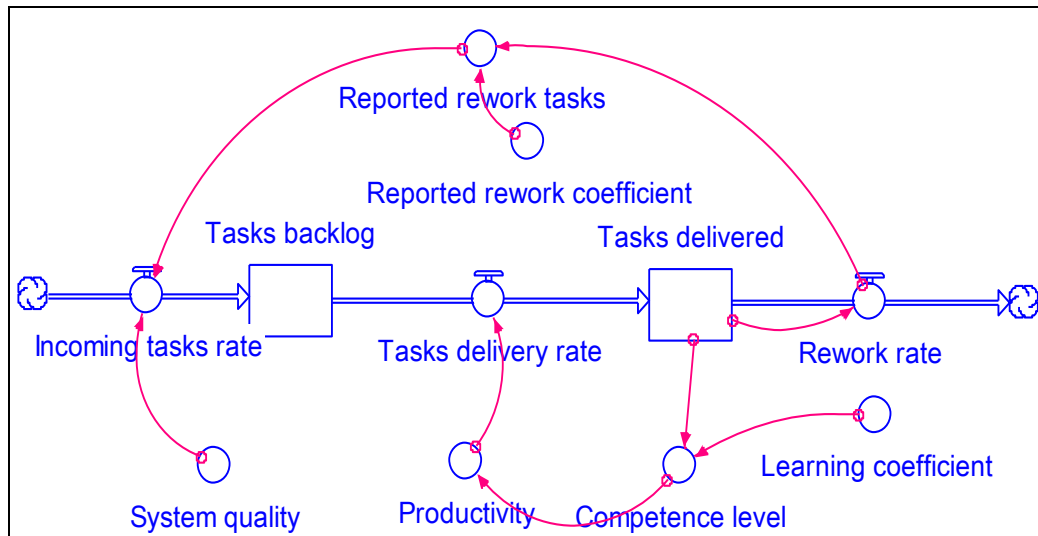 Reported rework tasks
Reported rework coefficient
Tasks backlog
Tasks delivered
Incoming tasks rate
Tasks delivery rate
Rework rate
Learning coefficient
System quality
Productivity
Competence level